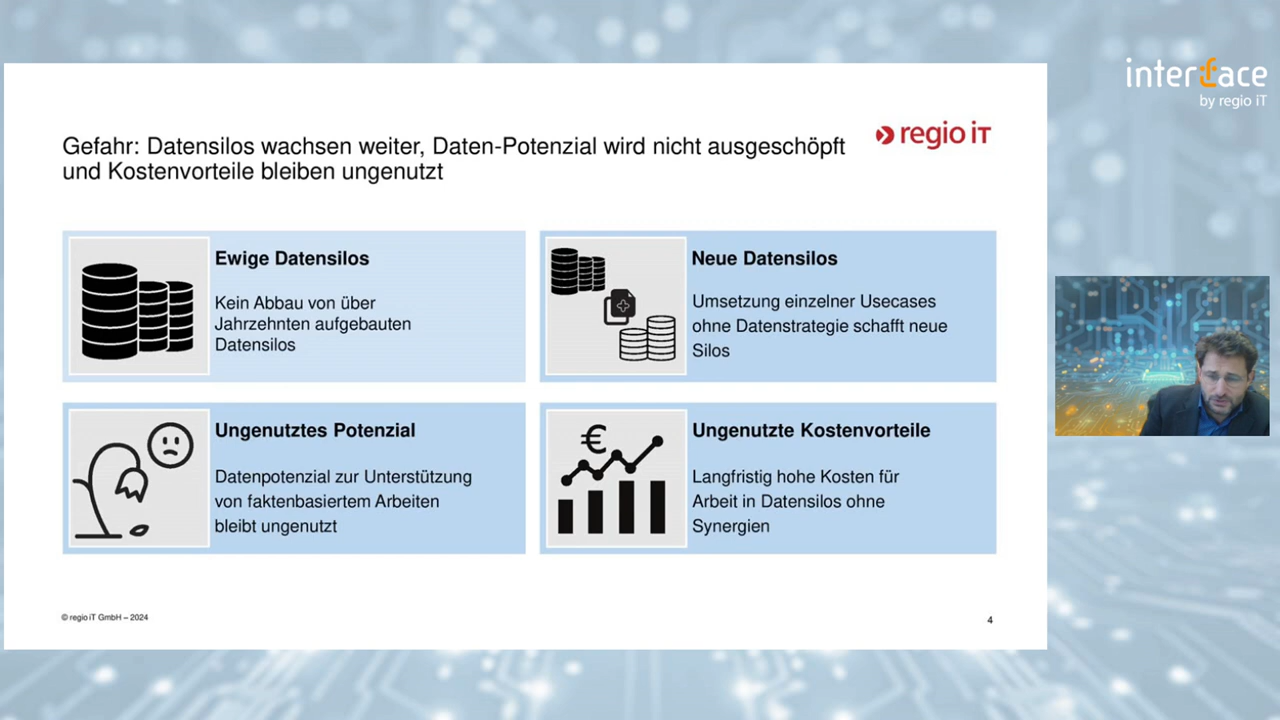 interface
by regio iT
regio iT
Gefahr: Datensilos wachsen weiter, Daten-Potenzial wird nicht ausgeschöpft
und Kostenvorteile bleiben ungenutzt
Ewige Datensilos
Kein Abbau von über
Jahrzehnten aufgebauten
Datensilos
Neue Datensilos
Umsetzung einzelner Usecases
ohne Datenstrategie schafft neue
Silos
Ungenutztes Potenzial
Datenpotenzial zur Unterstützung
von faktenbasiertem Arbeiten
bleibt ungenutzt
€
Ungenutzte Kostenvorteile
Langfristig hohe Kosten für
Arbeit in Datensilos ohne
Synergien
© regio iT GmbH – 2024
4